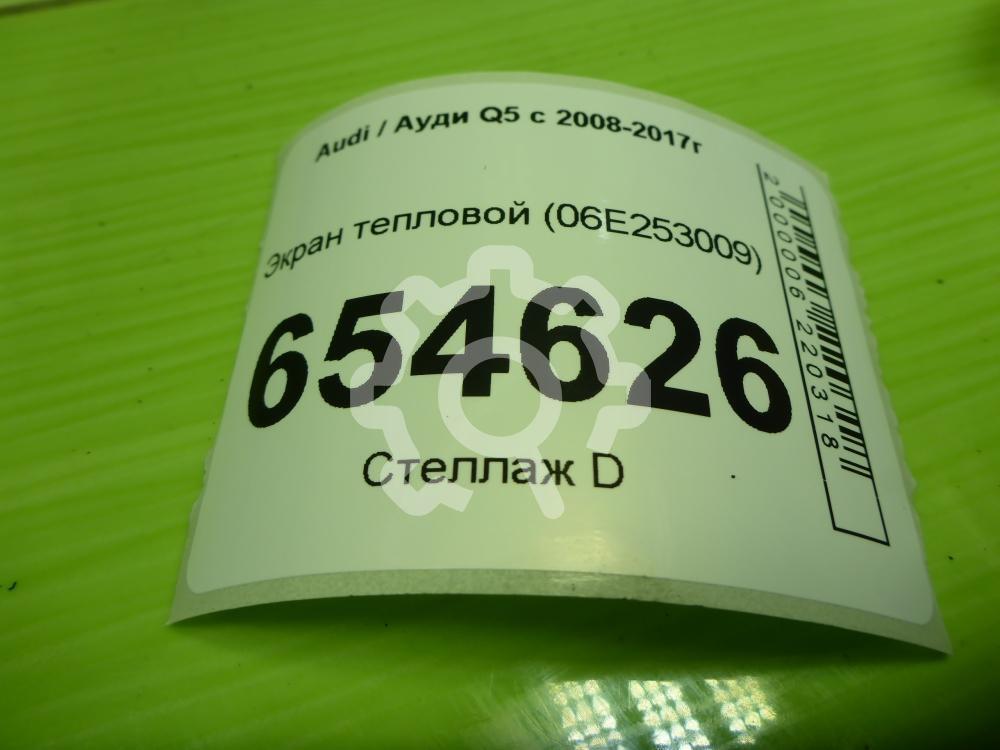 Audi / Ауди Q5 с 2008-2017г
Экран тепловой (06E253009)
654626
Стеллаж D
2000006220318